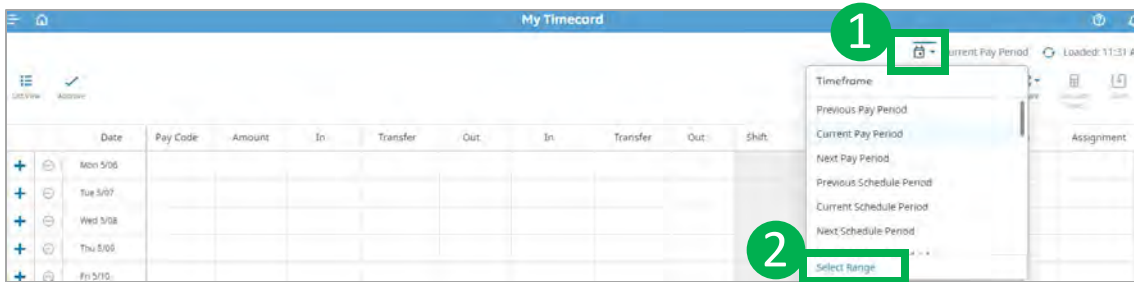 My Timecard
1
Current Pay Period Loaded: 11:31 A
List View Approve
Timeframe
Previous Pay Period
Current Pay Period
Next Pay Period
Previous Schedule Period
Current Schedule Period
Next Schedule Period
2
Select Range
Date Pay Code Amount In Transfer Out In Transfer Out Shift Assignment
Mon 5/06
Tue 5/07
Wed 5/08
Thu 5/09
Fri 5/10